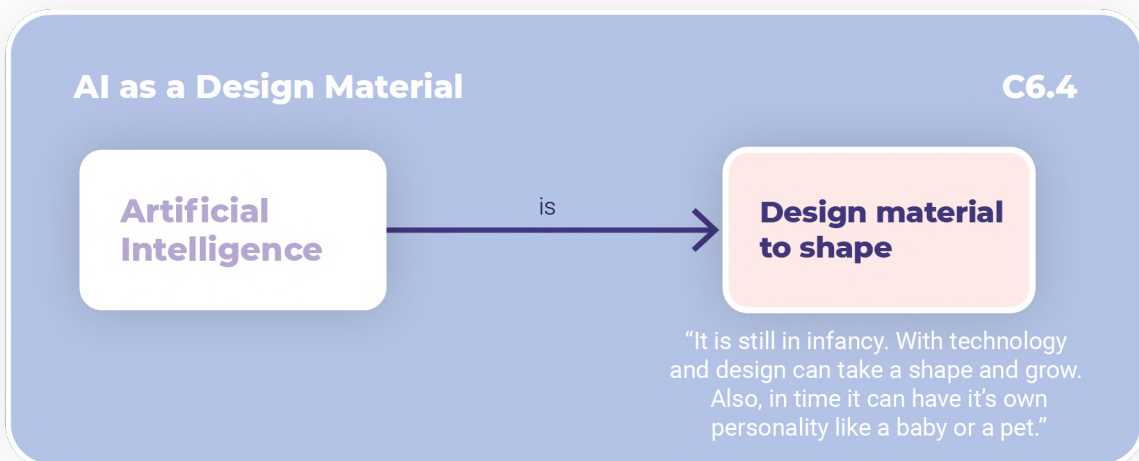 AI as a Design Material
C6.4
Artificial
Intelligence
is
Design material
to shape
“It is still in infancy. With technology
and design can take a shape and grow.
Also, in time it can have it’s own
personality like a baby or a pet.”